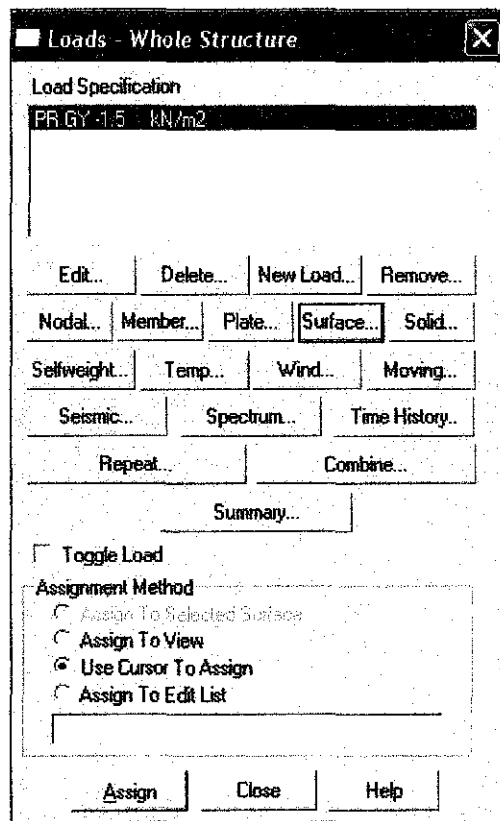 Loads - Whole Structure
Load Specification
PR GY -1.5 kN/m2
Edit... Delete... New Load... Remove...
Nodal... Member... Plate... Surface... Solid...
Selfweight... Temp... Wind... Moving...
Seismic... Spectrum... Time History..
Repeat... Combine...
Summary...
Toggle Load
Assignment Method
Assign To Selected Surface
Assign To View
Use Cursor To Assign
Assign To Edit List
Assign Close Help